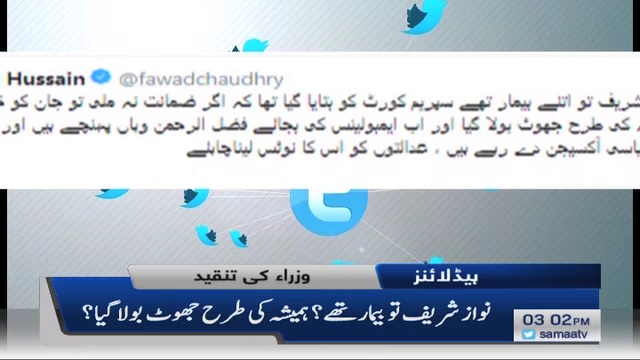 Hussain @fawadchaudhry
شریف تو اتنے بیمار تھے سپریم کورٹ کو بتایا گیا تھا کہ اگر ضمانت نہ ملی تو جان کو
کی طرح جھوٹ بولا گیا اور اب ایمبولینس کی بجائے فضل الرحمن وہاں پہنچے ہیں اور
آکسیجن دے رہے ہیں ، عدالتوں کو اس کا نوٹس لیناچاہئے
ہیڈلائنز
وزراء کی تنقید
نواز شریف تو بیمار تھے؟ ہمیشہ کی طرح جھوٹ بولا گیا؟
03 02PM
samaatv